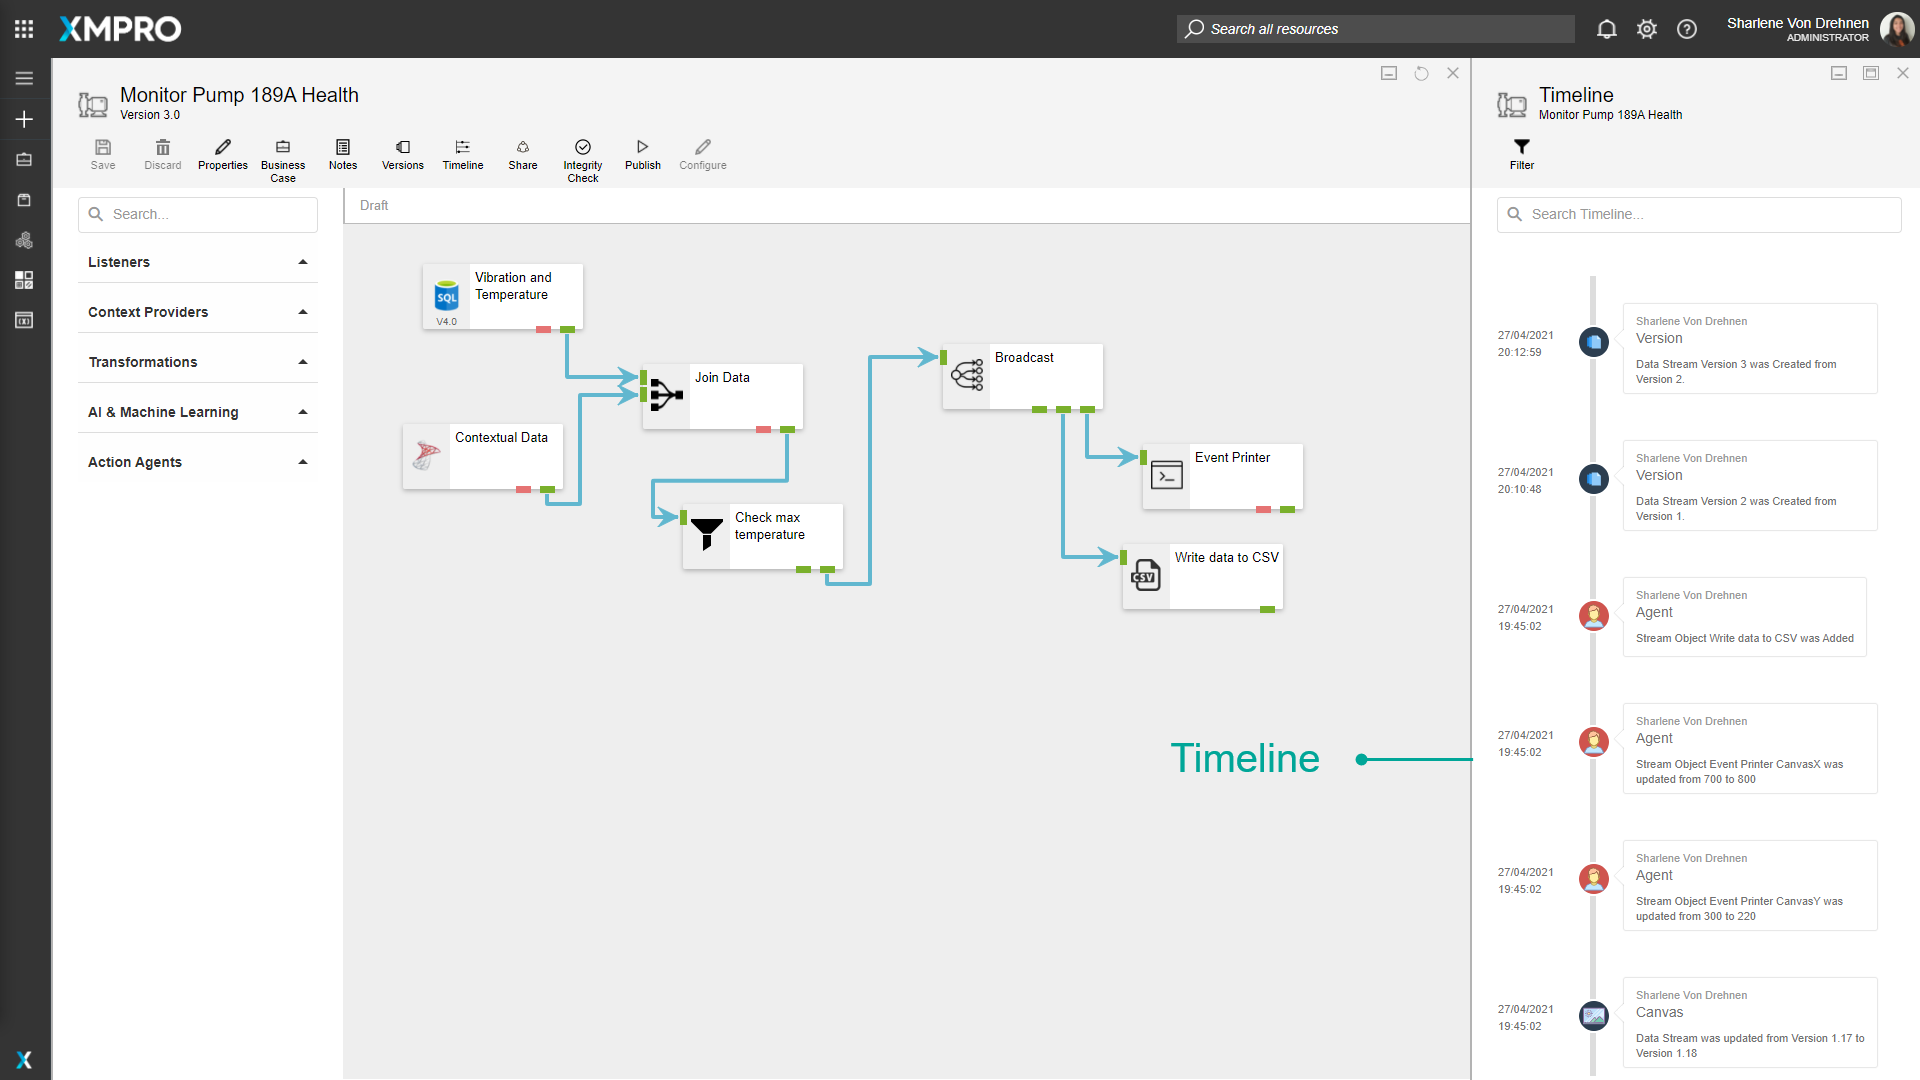 XMPRO
Search all resources
Sharlene Von Drehnen
ADMINISTRATOR
Monitor Pump 189A Health
Version 3.0
Save
Discard
Properties
Business
Case
Notes
Versions
Timeline
Share
Integrity
Check
Publish
Configure
Search...
Listeners
Context Providers
Transformations
AI & Machine Learning
Action Agents
Draft
Vibration and
Temperature
SQL
V4.0
Join Data
Contextual Data
Check max
temperature
Broadcast
Event Printer
Write data to CSV
CSV
Timeline
Timeline
Monitor Pump 189A Health
Filter
Search Timeline...
27/04/2021
20:12:59
Sharlene Von Drehnen
Version
Data Stream Version 3 was Created from
Version 2.
27/04/2021
20:10:48
Sharlene Von Drehnen
Version
Data Stream Version 2 was Created from
Version 1.
27/04/2021
19:45:02
Sharlene Von Drehnen
Agent
Stream Object Write data to CSV was Added
27/04/2021
19:45:02
Sharlene Von Drehnen
Agent
Stream Object Event Printer CanvasX was
updated from 700 to 800
27/04/2021
19:45:02
Sharlene Von Drehnen
Agent
Stream Object Event Printer CanvasY was
updated from 300 to 220
27/04/2021
19:45:02
Sharlene Von Drehnen
Canvas
Data Stream was updated from Version 1.17 to
Version 1.18